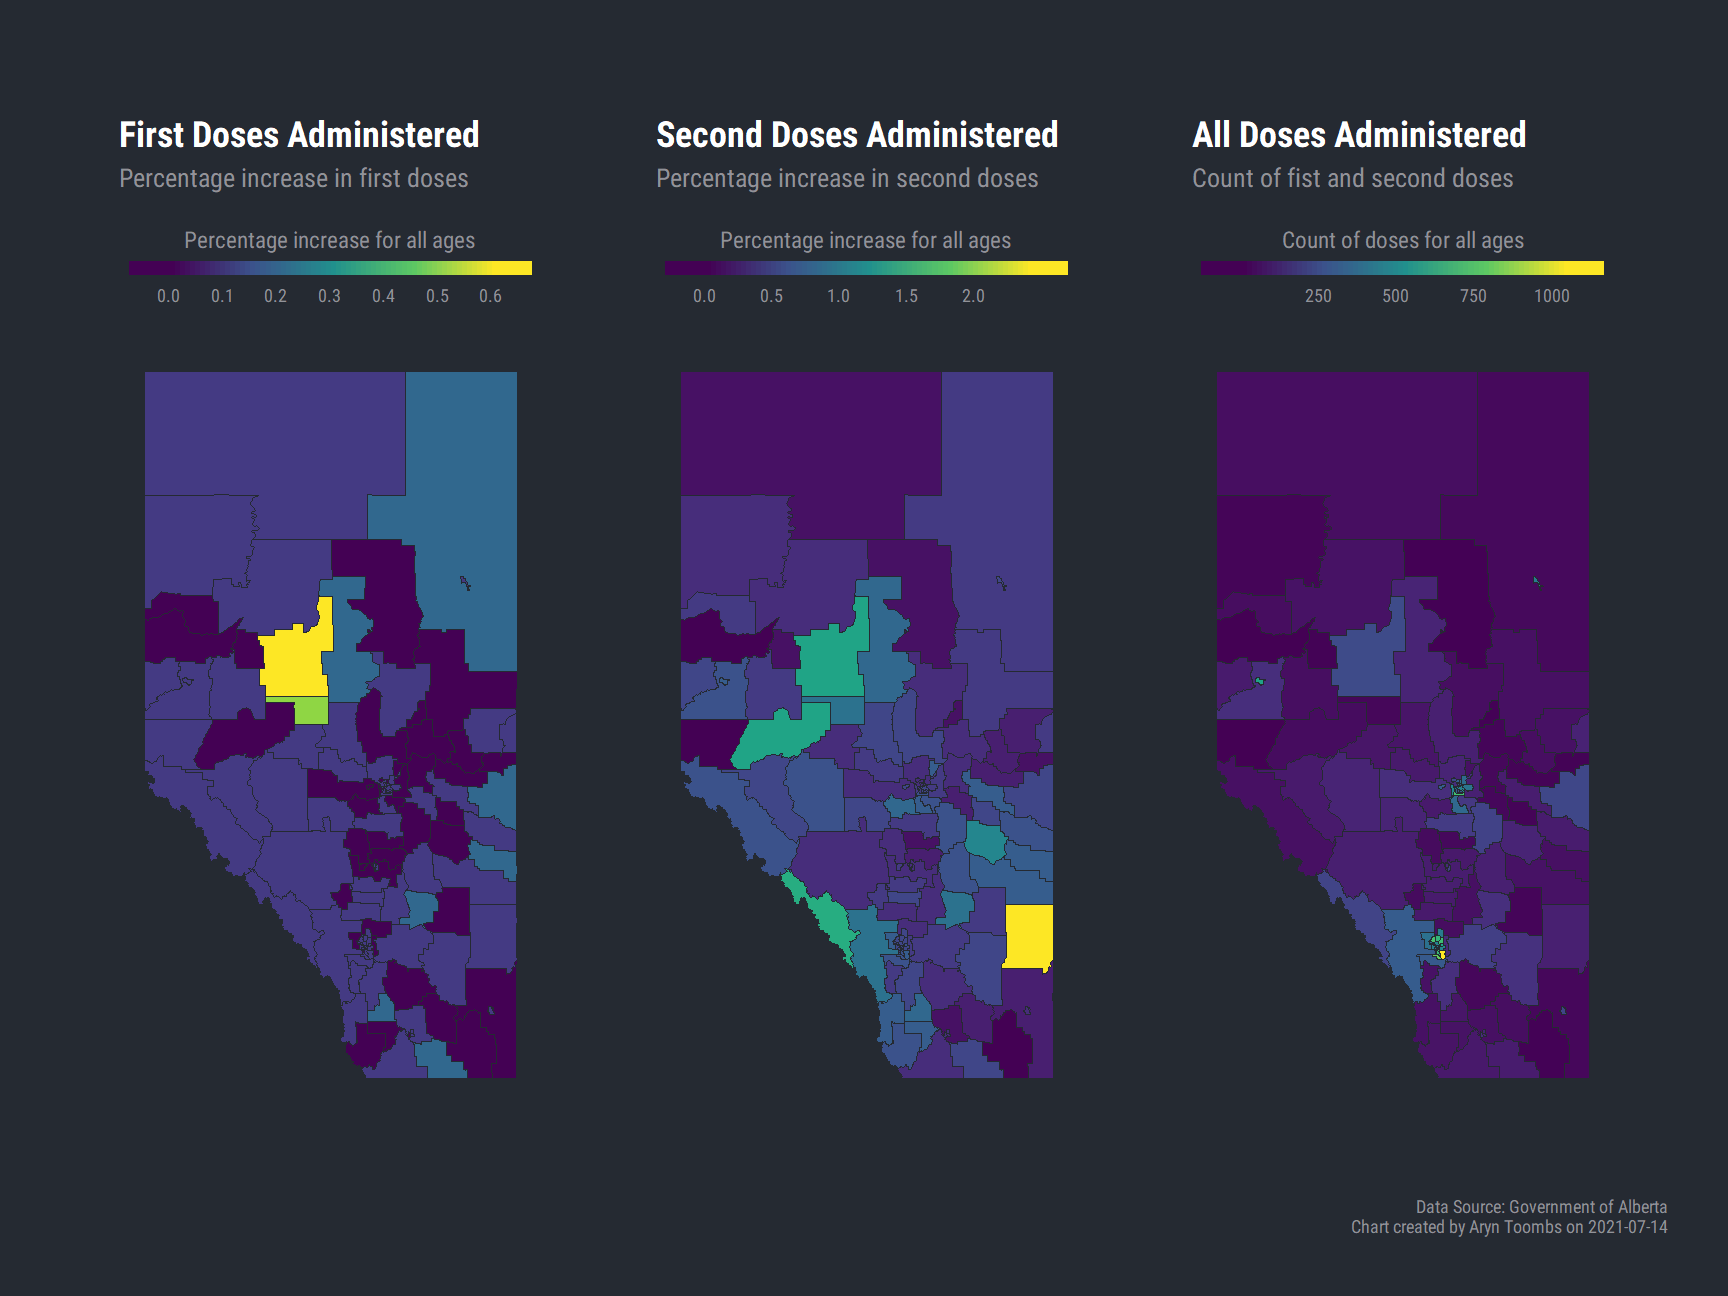 First Doses Administered
Percentage increase in first doses
Percentage increase for all ages
0.0 0.1 0.2 0.3 0.4 0.5 0.6
Second Doses Administered
Percentage increase in second doses
Percentage increase for all ages
0.0 0.5 1.0 1.5 2.0
All Doses Administered
Count of fist and second doses
Count of doses for all ages
250 500 750 1000
Data Source: Government of Alberta
Chart created by Aryn Toombs on 2021-07-14